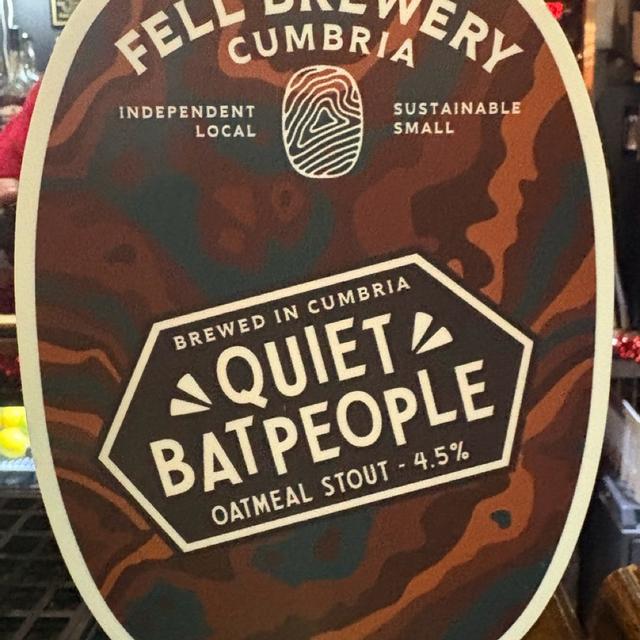 FELL BREWERY
CUMBRIA
INDEPENDENT
LOCAL
SUSTAINABLE
SMALL
BREWED IN CUMBRIA
QUIET
BATPEOPLE
OATMEAL STOUT - 4.5%